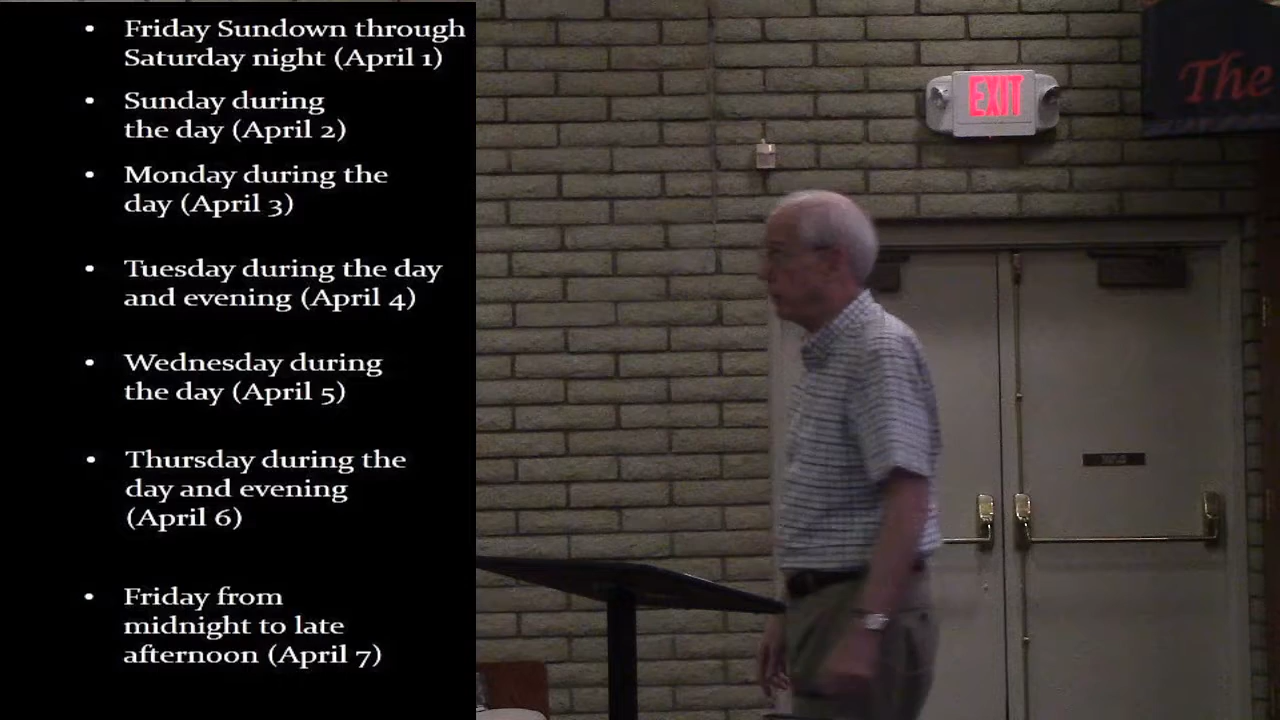 • Friday Sundown through
Saturday night (April 1)
• Sunday during
the day (April 2)
• Monday during the
day (April 3)
• Tuesday during the day
and evening (April 4)
• Wednesday during
the day (April 5)
• Thursday during the
day and evening
(April 6)
• Friday from
midnight to late
afternoon (April 7)
EXIT
The